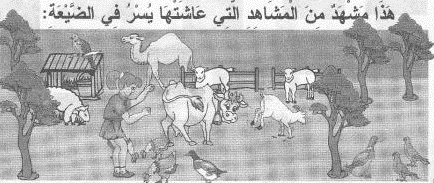 هَذَا مَشْهَدٌ مِنَ الْمَشَاهِدِ الَّتِي عَاشَتْهَا يُسْرُ فِي الضَّيْعَةِ: